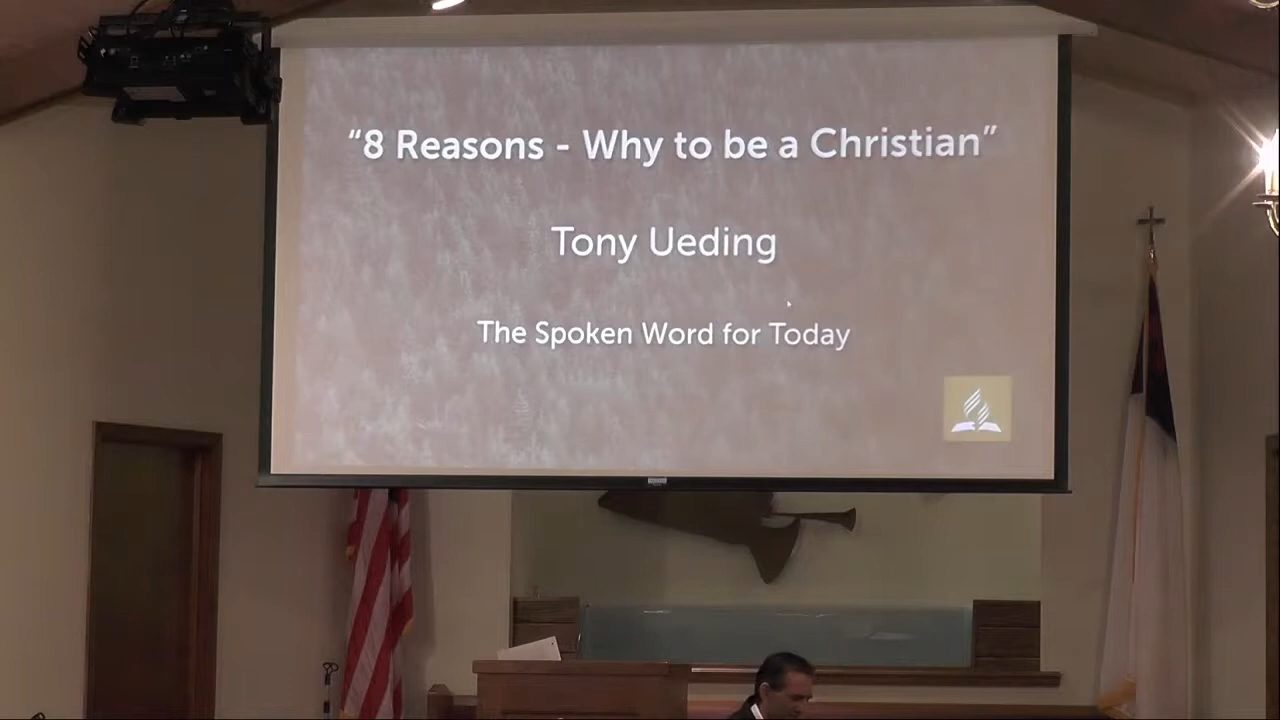 “8 Reasons - Why to be a Christian”
Tony Ueding
The Spoken Word for Today